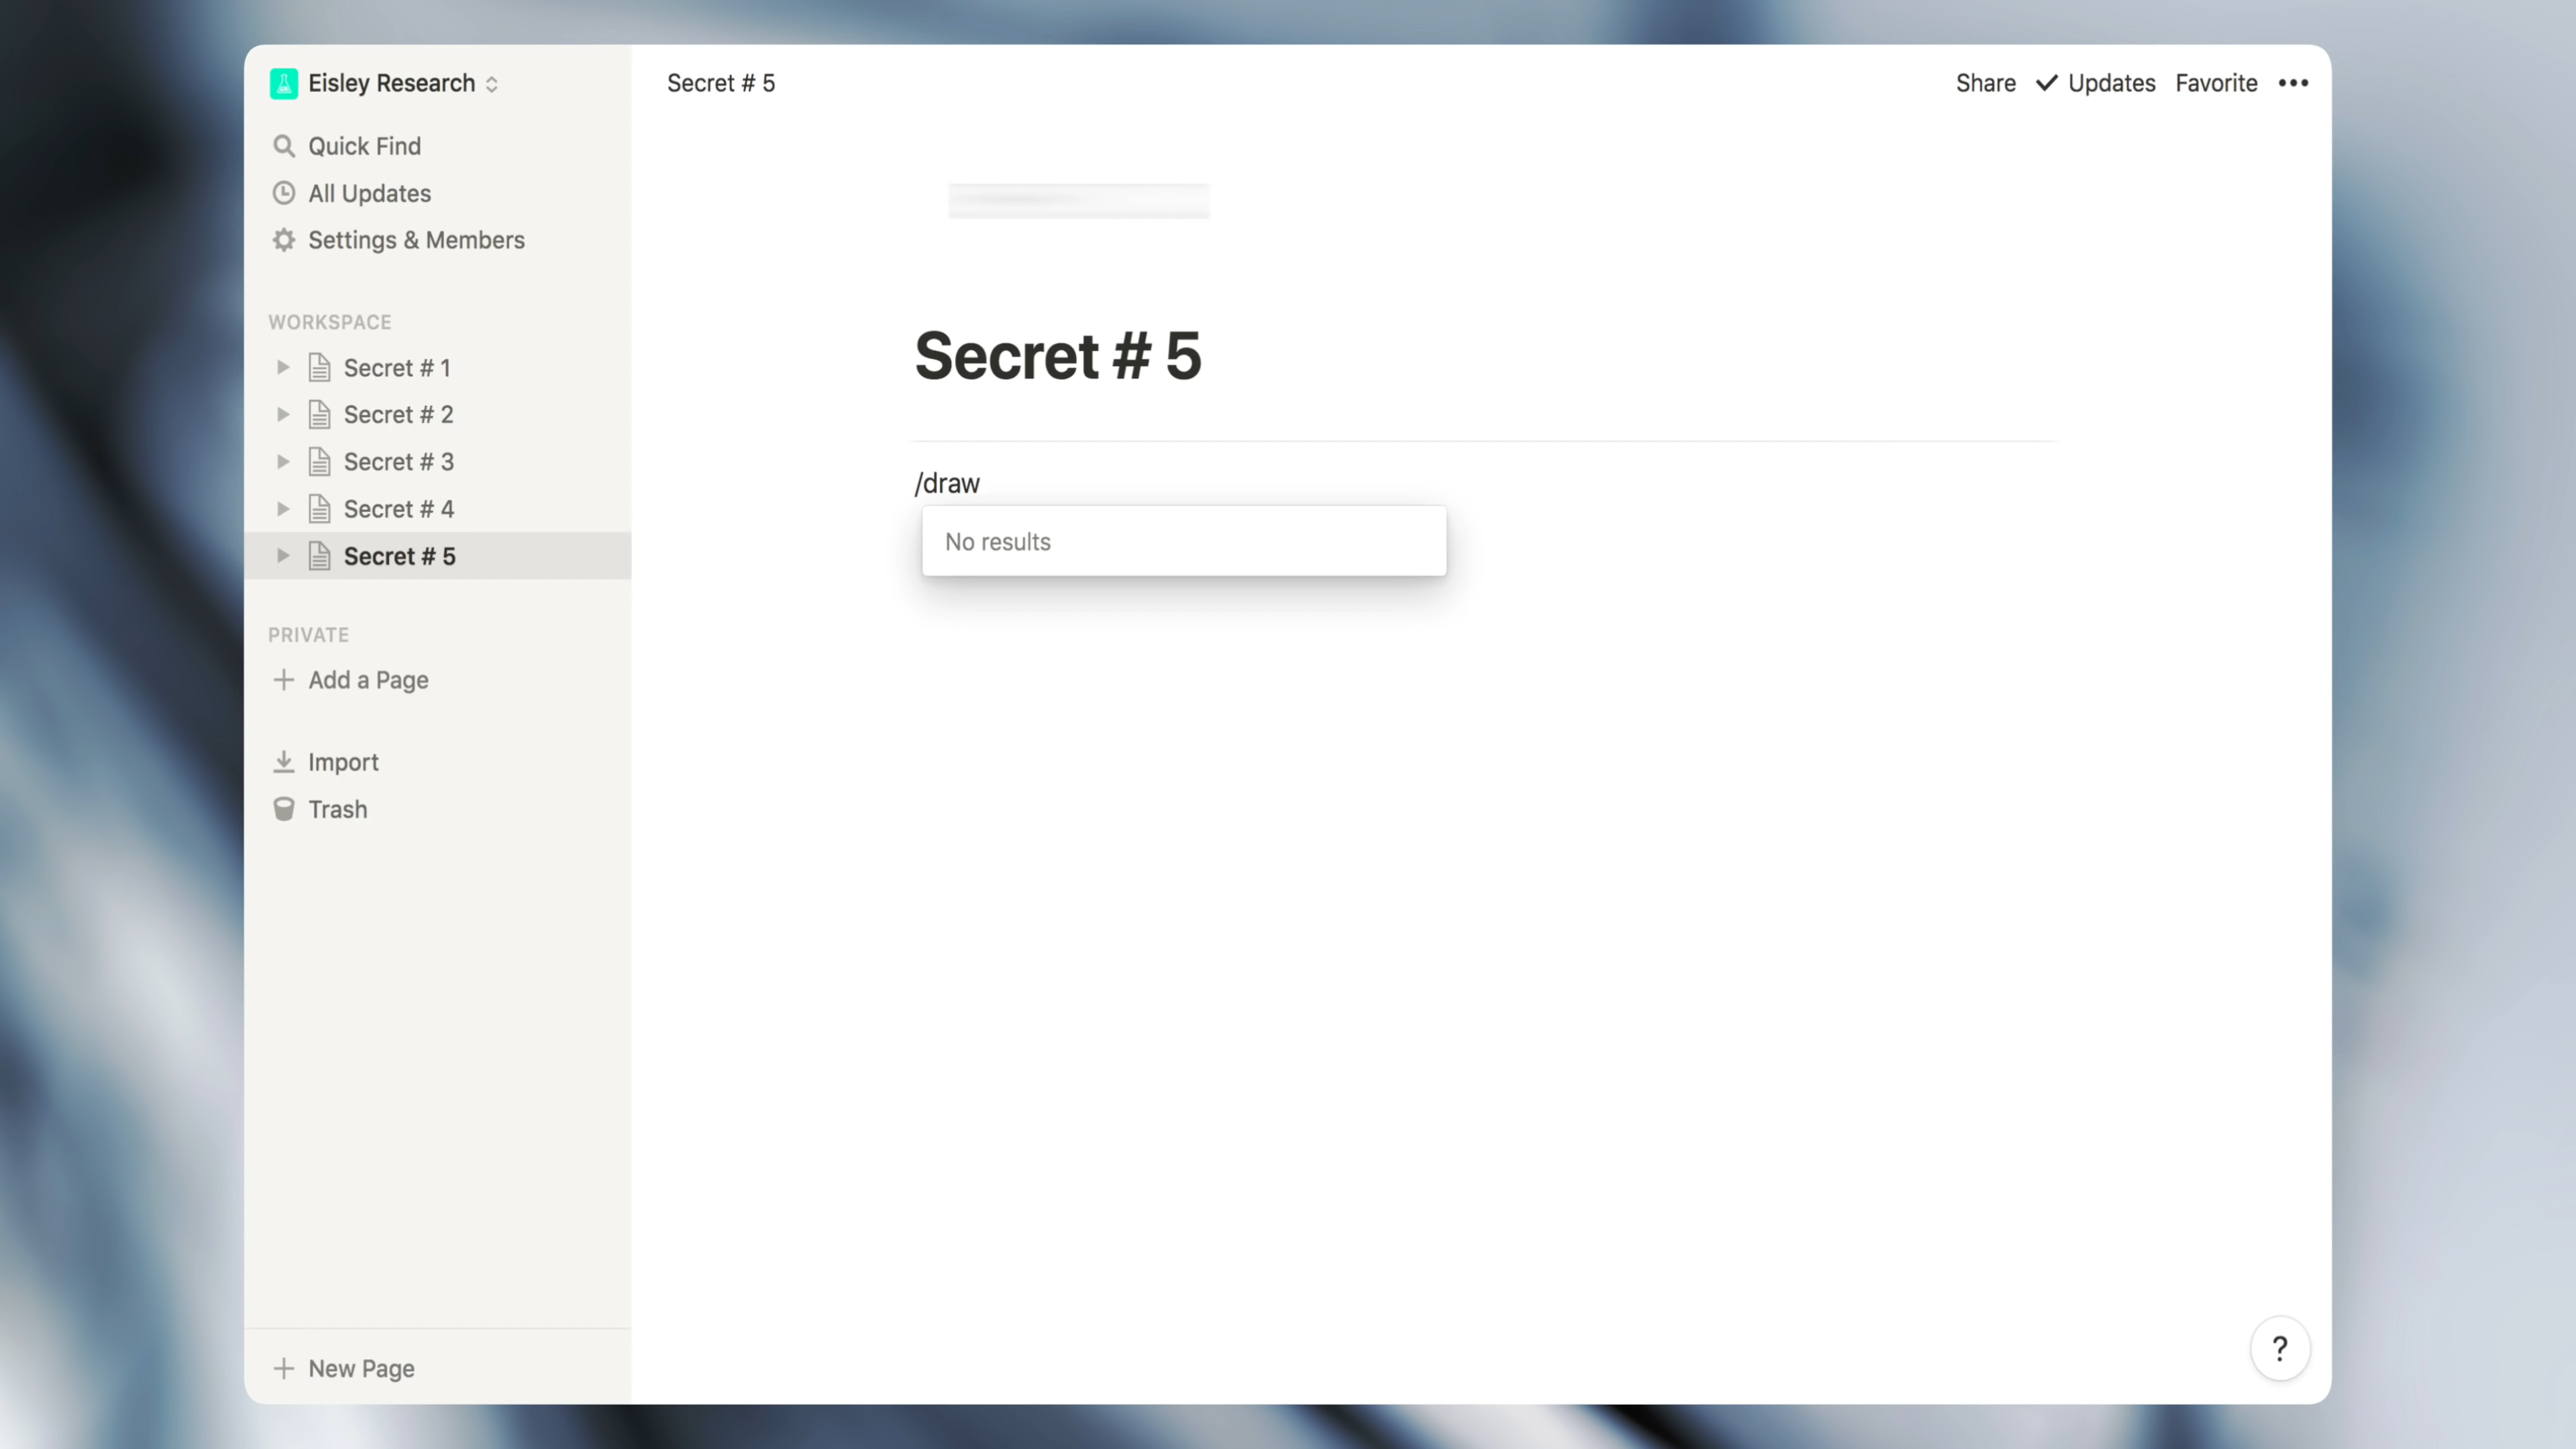 Eisley Research
Quick Find
All Updates
Settings & Members
WORKSPACE
Secret # 1
Secret # 2
Secret # 3
Secret # 4
Secret # 5
PRIVATE
Add a Page
Import
Trash
New Page
Secret # 5
Share Updates Favorite •••
Secret # 5
/draw
No results
?